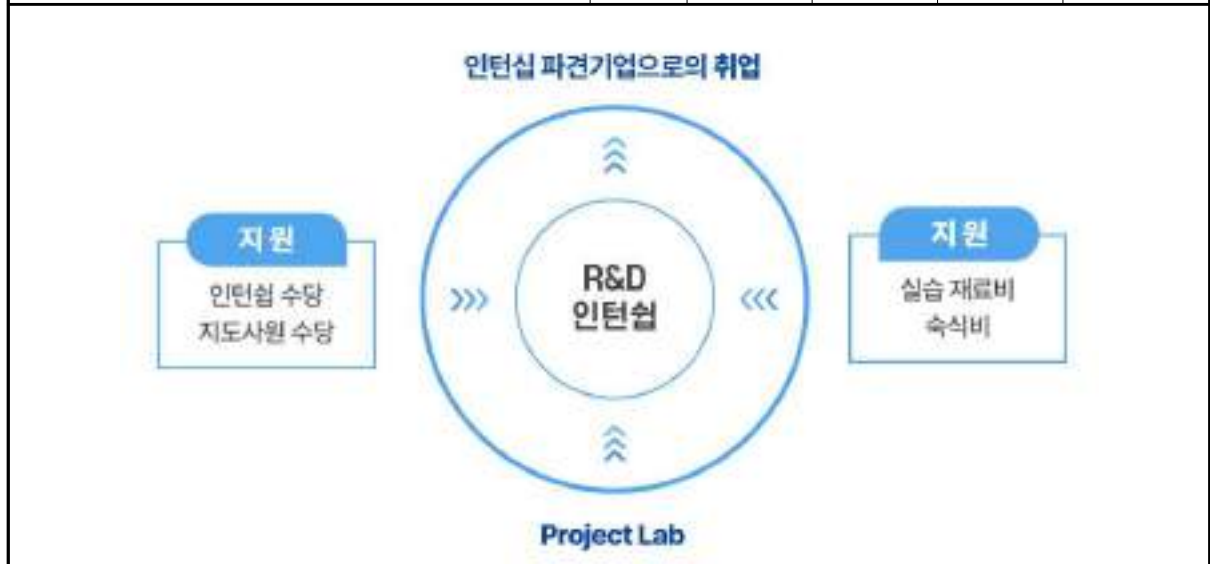 인턴십 파견기업으로의 취업
지원
인턴쉽 수당
지도사원 수당
R&D
인턴쉽
지원
실습 재료비
숙식비
Project Lab